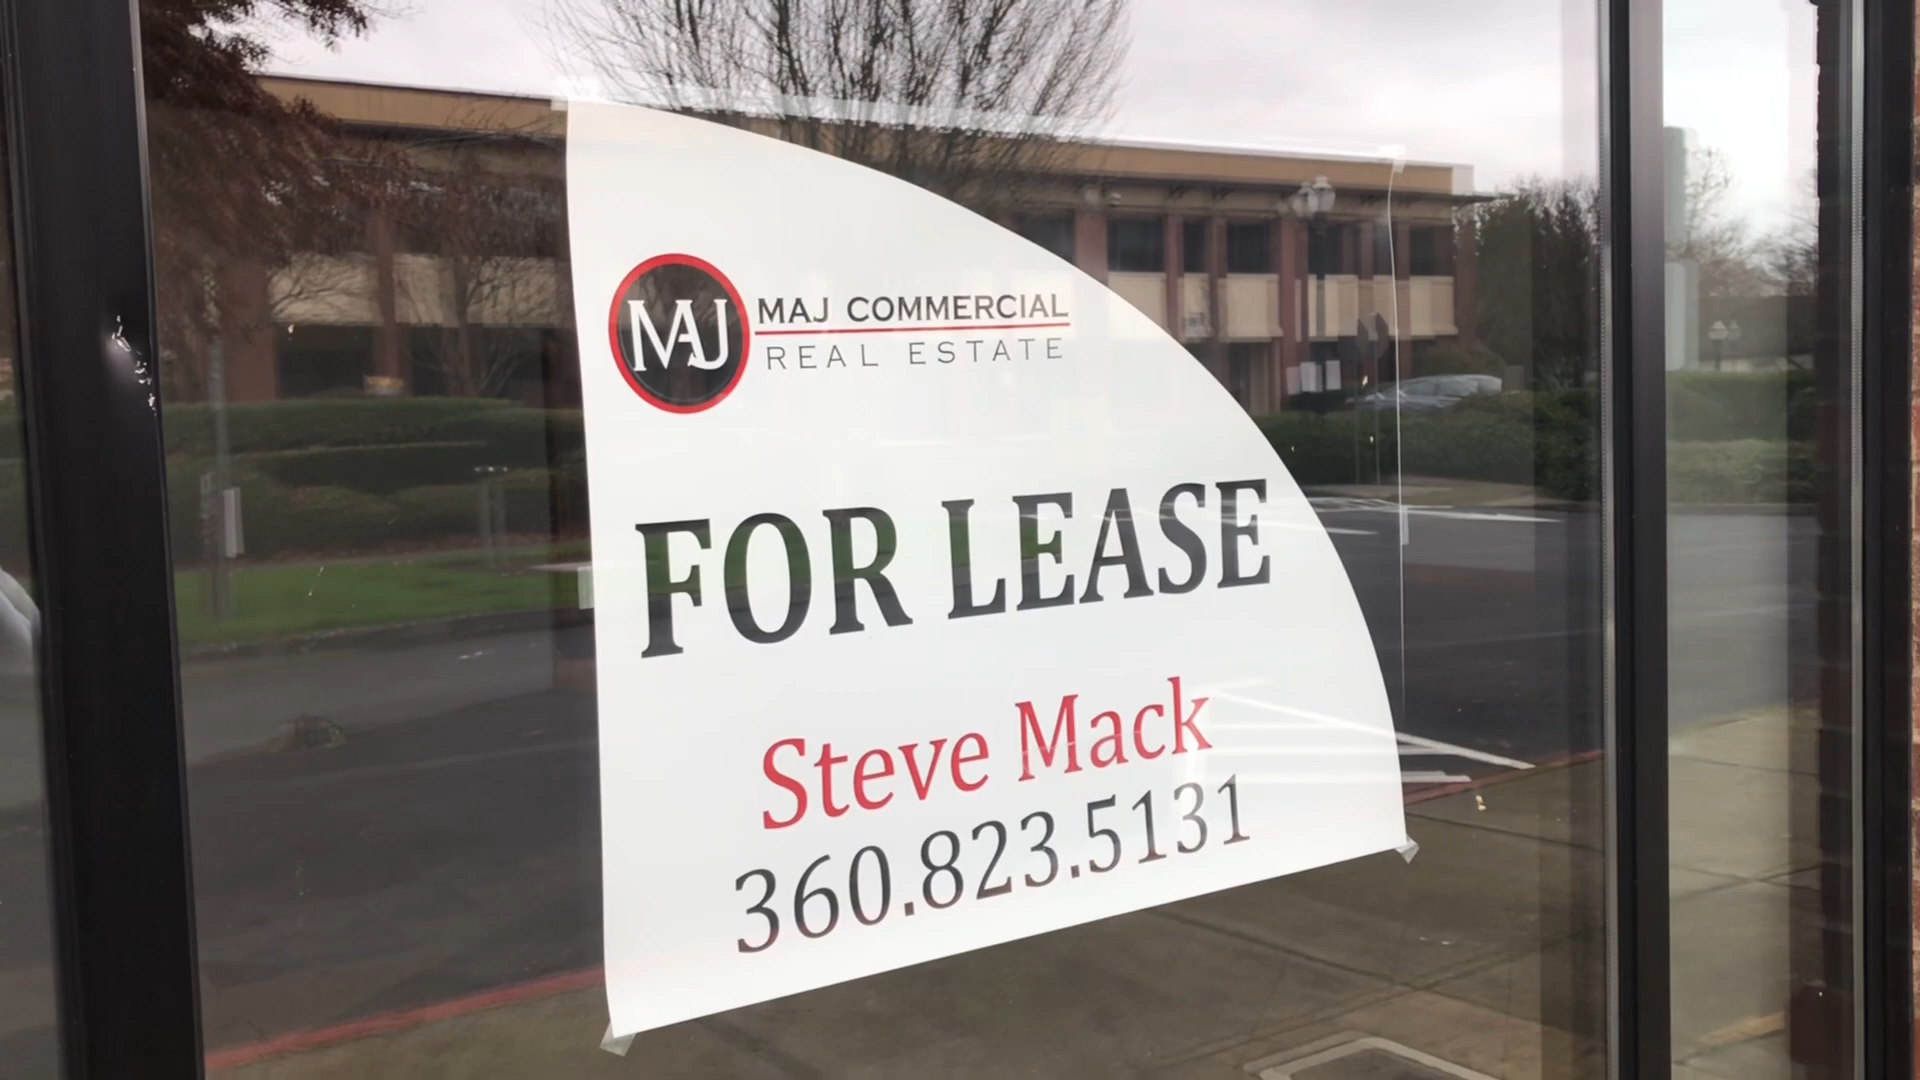 MAJ
MAJ COMMERCIAL
REAL ESTATE
FOR LEASE
Steve Mack
360.823.5131